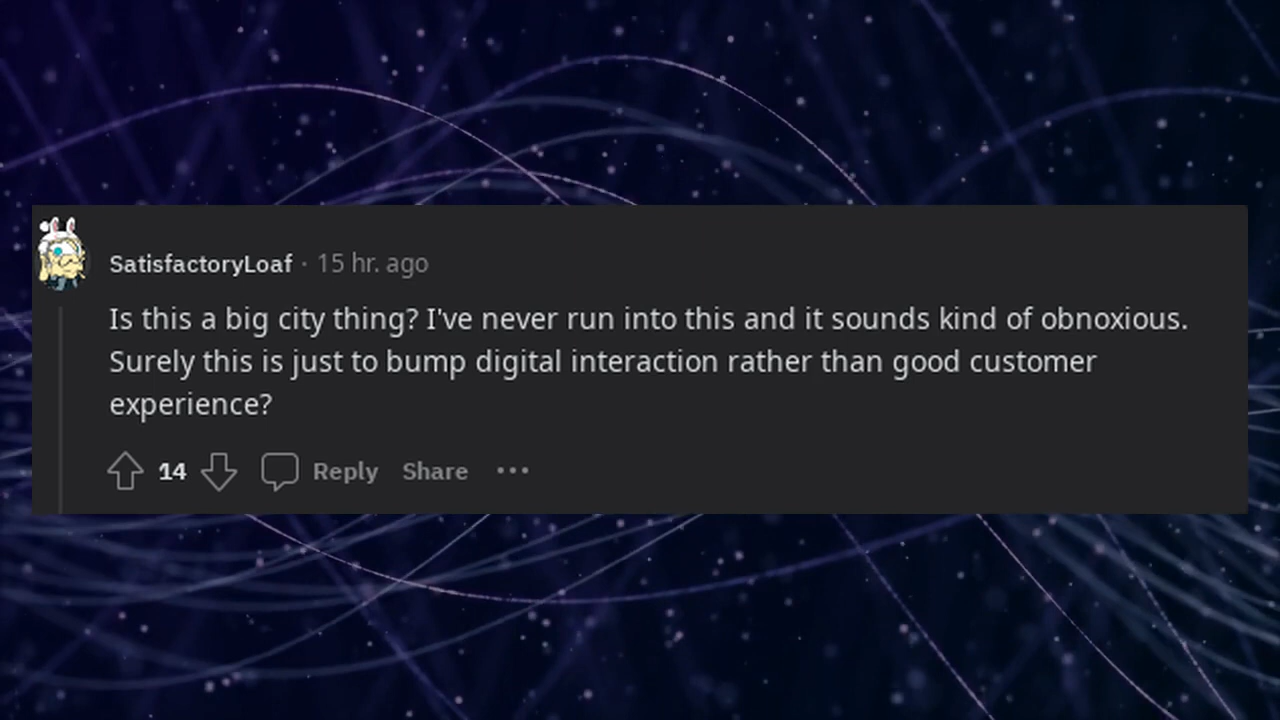 SatisfactoryLoaf · 15 hr. ago
Is this a big city thing? I've never run into this and it sounds kind of obnoxious.
Surely this is just to bump digital interaction rather than good customer
experience?
14 Reply Share •••